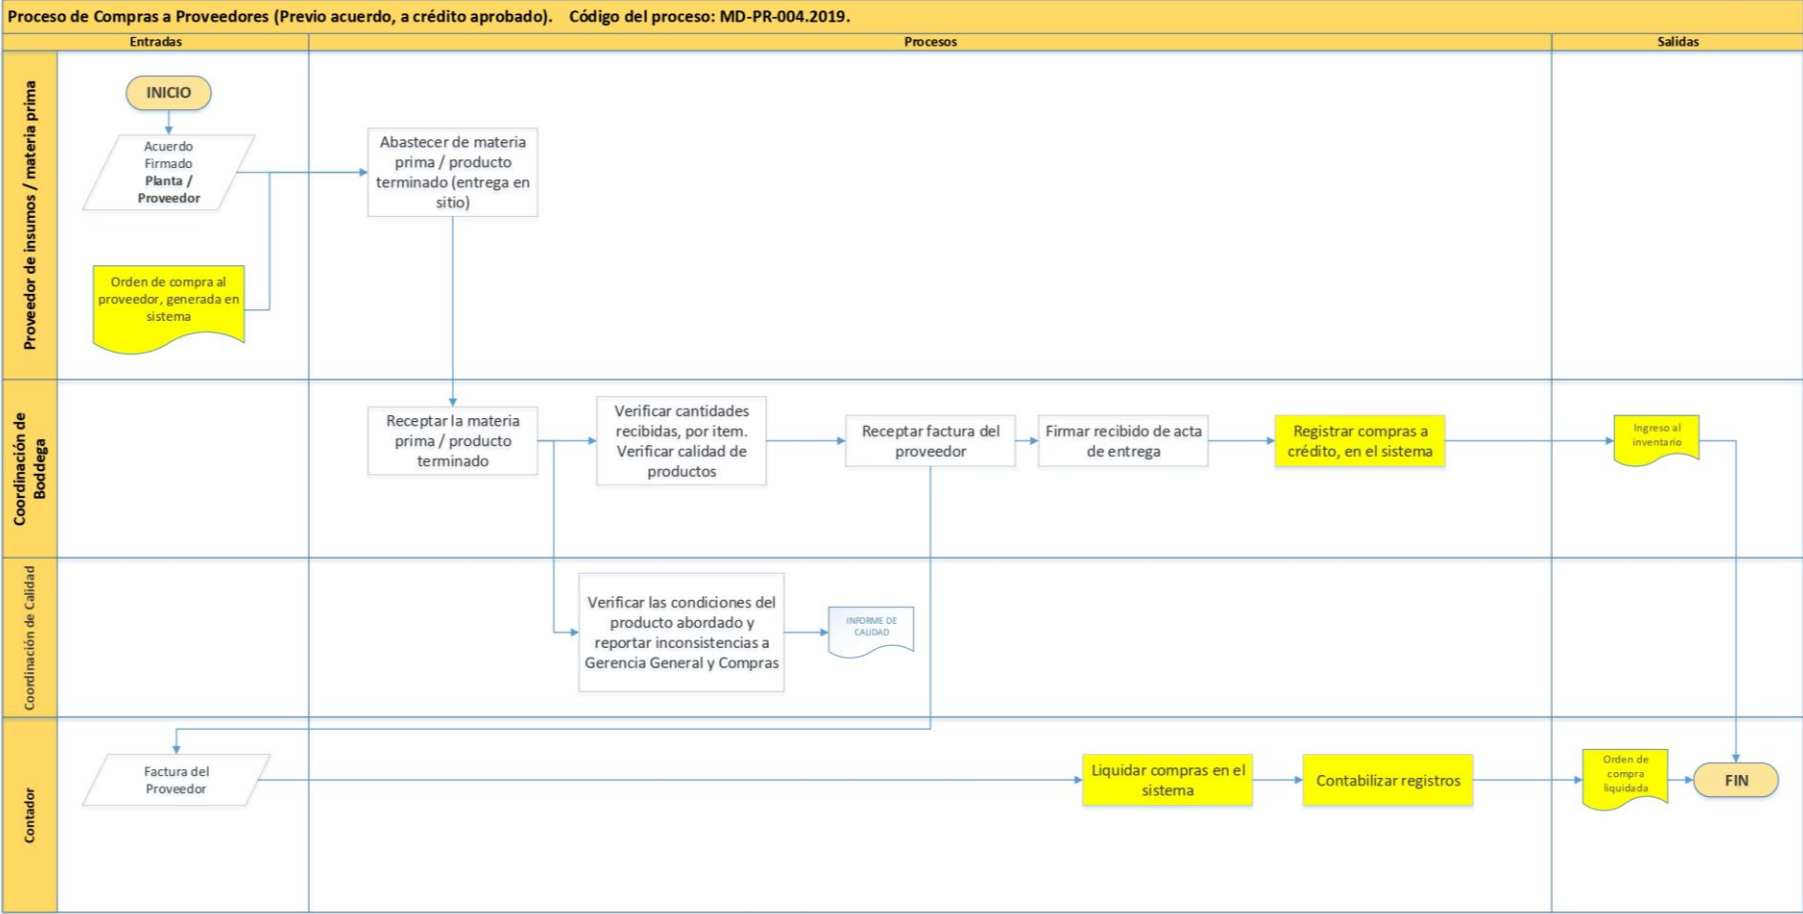 Proceso de Compras a Proveedores (Previo acuerdo, a crédito aprobado). Código del proceso: MD-PR-004.2019.
Entradas
Procesos
Salidas
Proveedor de insumos / materia prima
INICIO
Acuerdo
Firmado
Planta /
Proveedor
Orden de compra al
proveedor, generada en
sistema
Abastecer de materia
prima / producto
terminado (entrega en
sitio)
Coordinación de
Boddega
Receptar la materia
prima / producto
terminado
Verificar cantidades
recibidas, por item.
Verificar calidad de
productos
Receptar factura del
proveedor
Firmar recibido de acta
de entrega
Registrar compras a
crédito, en el sistema
Ingreso al
inventario
Coordinación de Calidad
Verificar las condiciones del
producto abordado y
reportar inconsistencias a
Gerencia General y Compras
INFORME DE
CALIDAD
Contador
Factura del
Proveedor
Liquidar compras en el
sistema
Contabilizar registros
Orden de
compra
liquidada
FIN